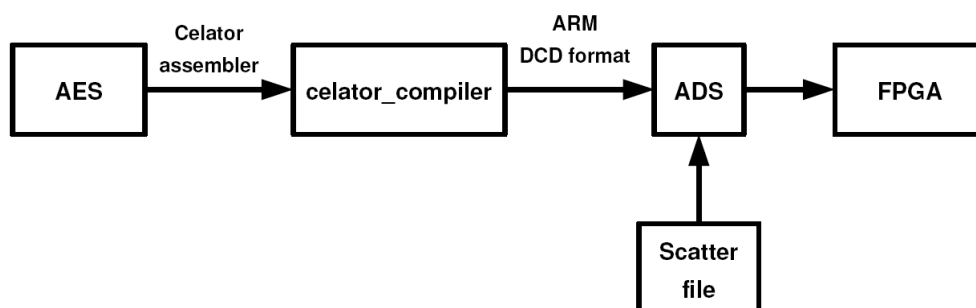 Celator
assembler
ARM
DCD format
AES
celator_compiler
ADS
FPGA
Scatter
file